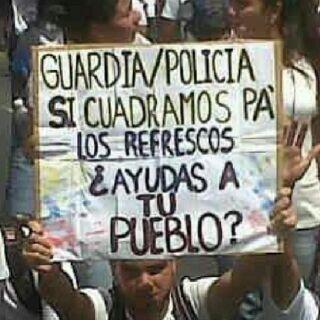 GUARDIA/POLICIA
SI CUADRAMOS PA'
LOS REFRESCOS
¿AYUDAS A
TU
PUEBLO?